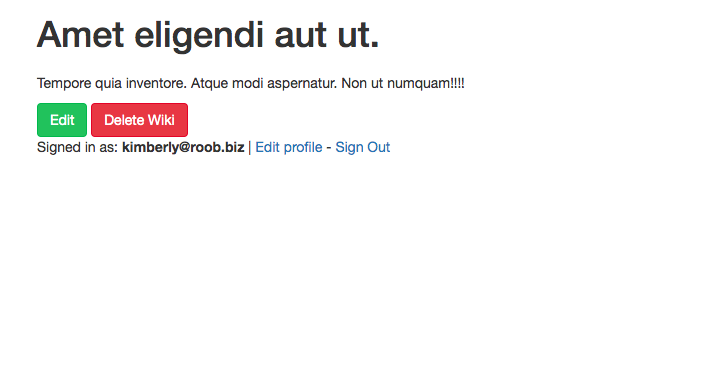 Amet eligendi aut ut.
Tempore quia inventore. Atque modi aspernatur. Non ut numquam!!!!
Edit Delete Wiki
Signed in as: kimberly@roob.biz | Edit profile - Sign Out